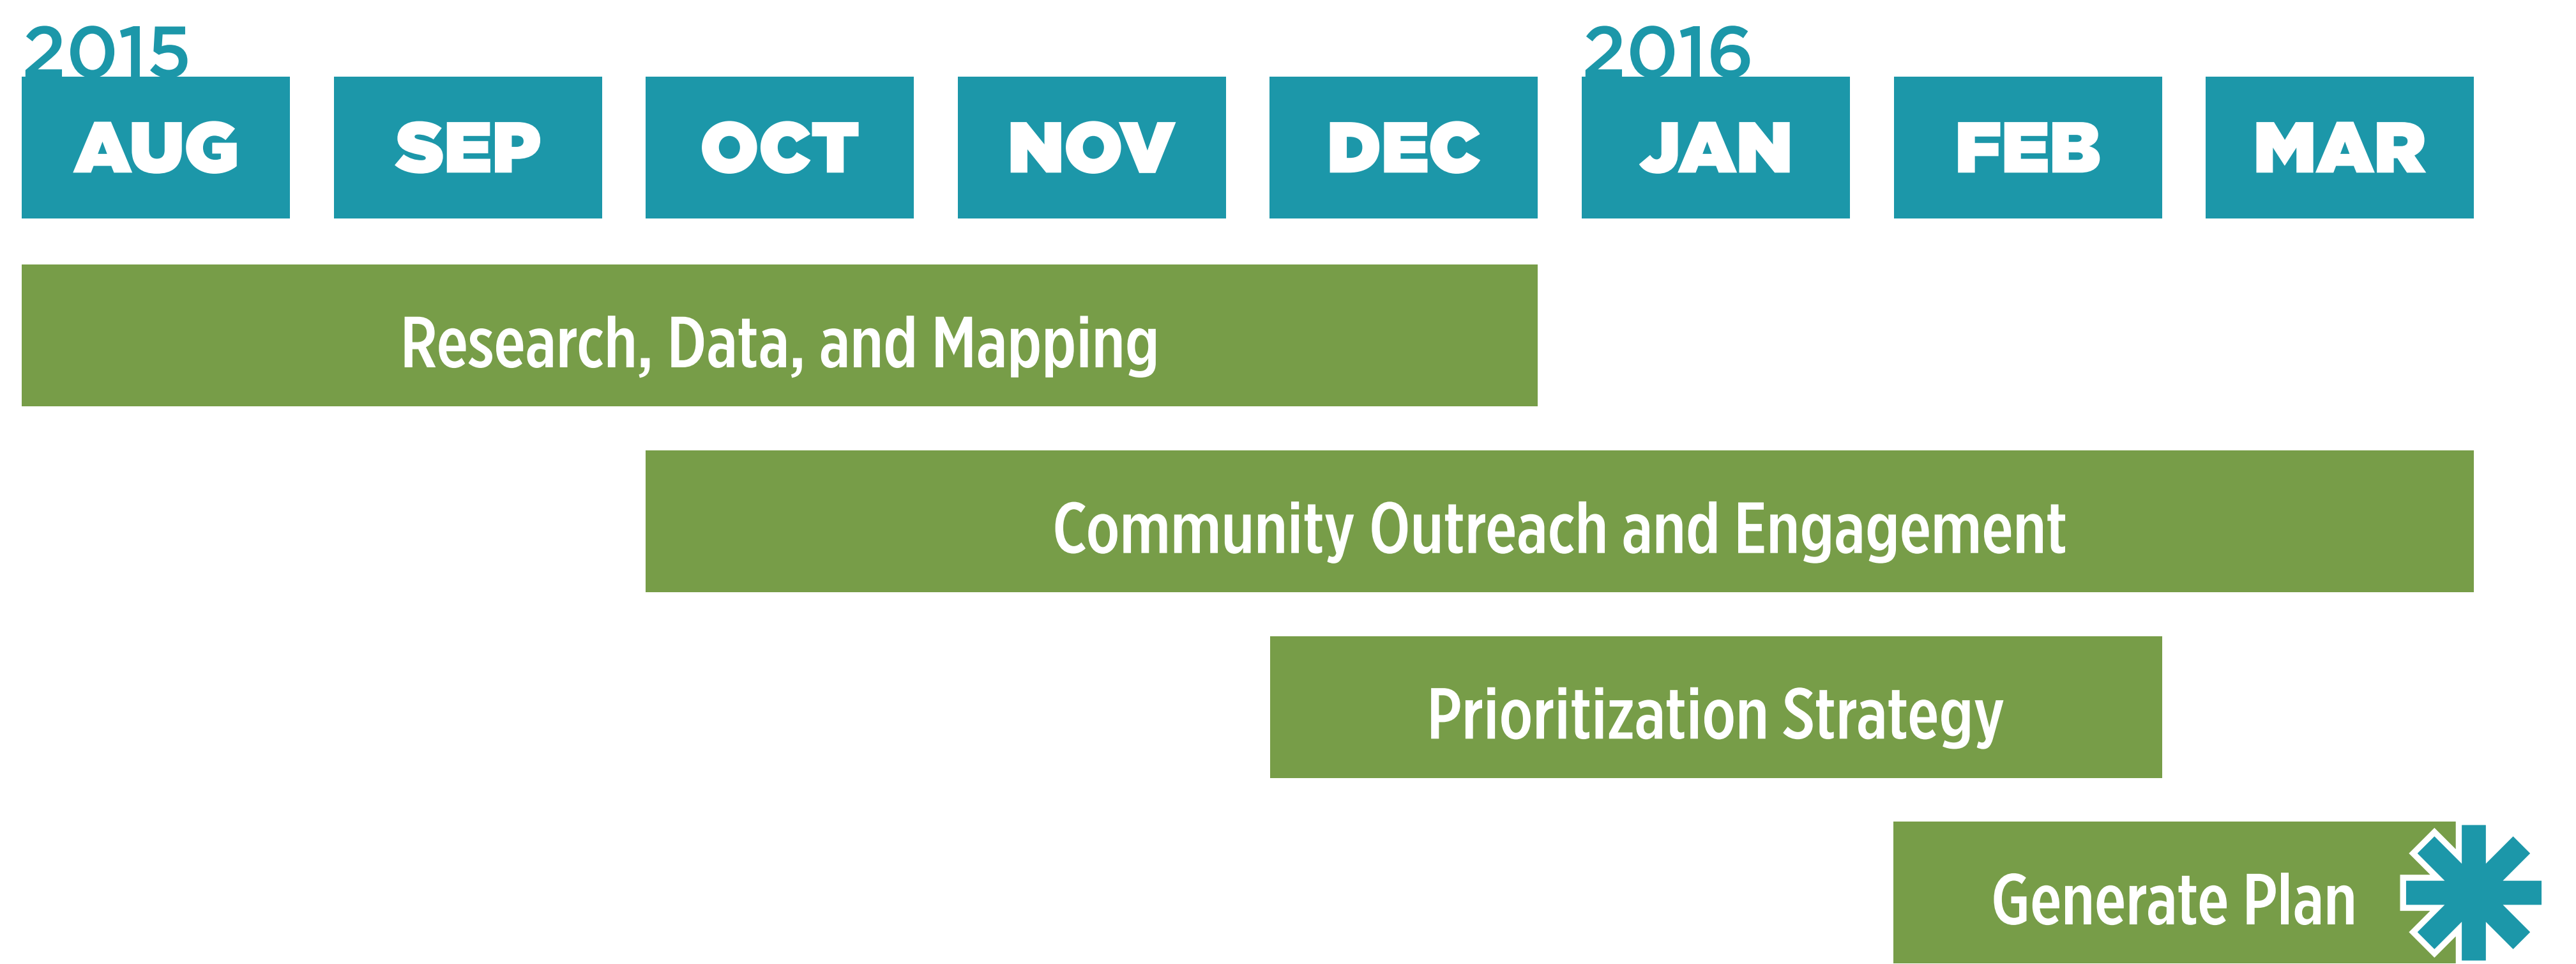 2015 2016
AUG SEP OCT NOV DEC JAN FEB MAR
Research, Data, and Mapping
Community Outreach and Engagement
Prioritization Strategy
Generate Plan